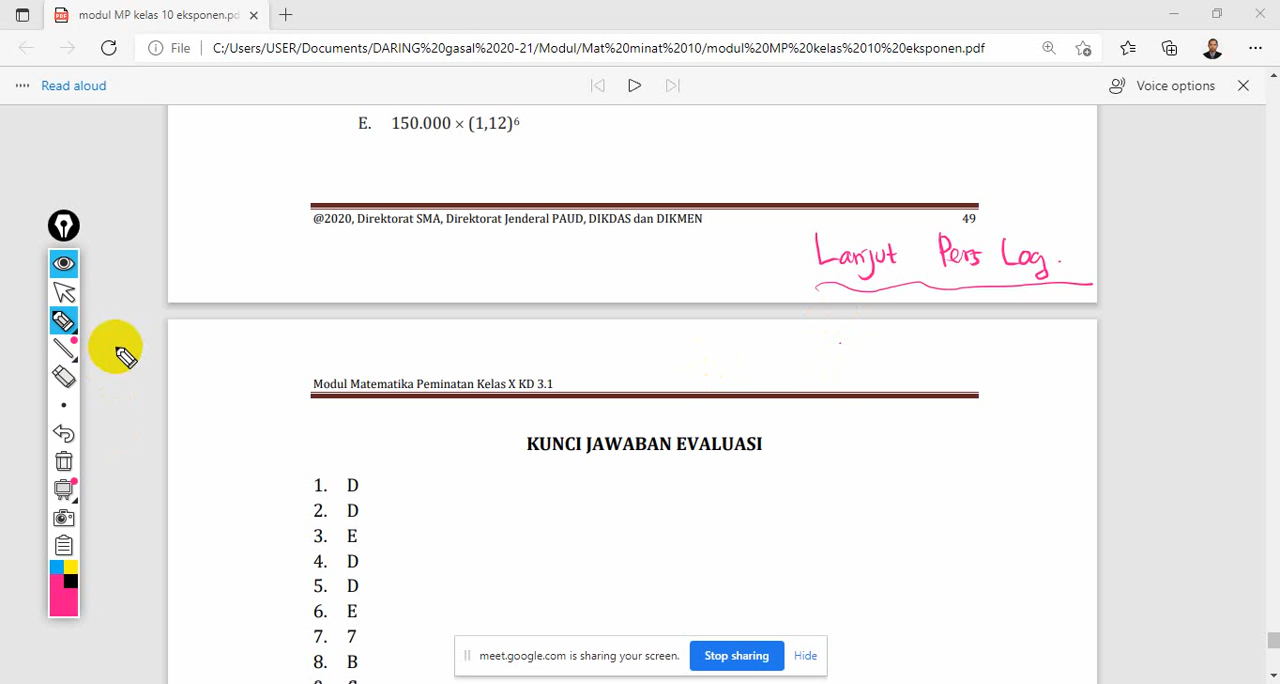 modul MP kelas 10 eksponen.pd
File C:/Users/USER/Documents/DARING%20gasal%2020-21/Modul/Mat%20minat%2010/modul%20MP%20kelas%2010%20eksponen.pdf
Read aloud
Voice options
E. 150.000 × (1,12)⁶
@2020, Direktorat SMA, Direktorat Jenderal PAUD, DIKDAS dan DIKMEN 49
Lanjut Pers Log.
Modul Matematika Peminatan Kelas X KD 3.1
KUNCI JAWABAN EVALUASI
1. D
2. D
3. E
4. D
5. D
6. E
7. 7
8. B
meet.google.com is sharing your screen. Stop sharing Hide